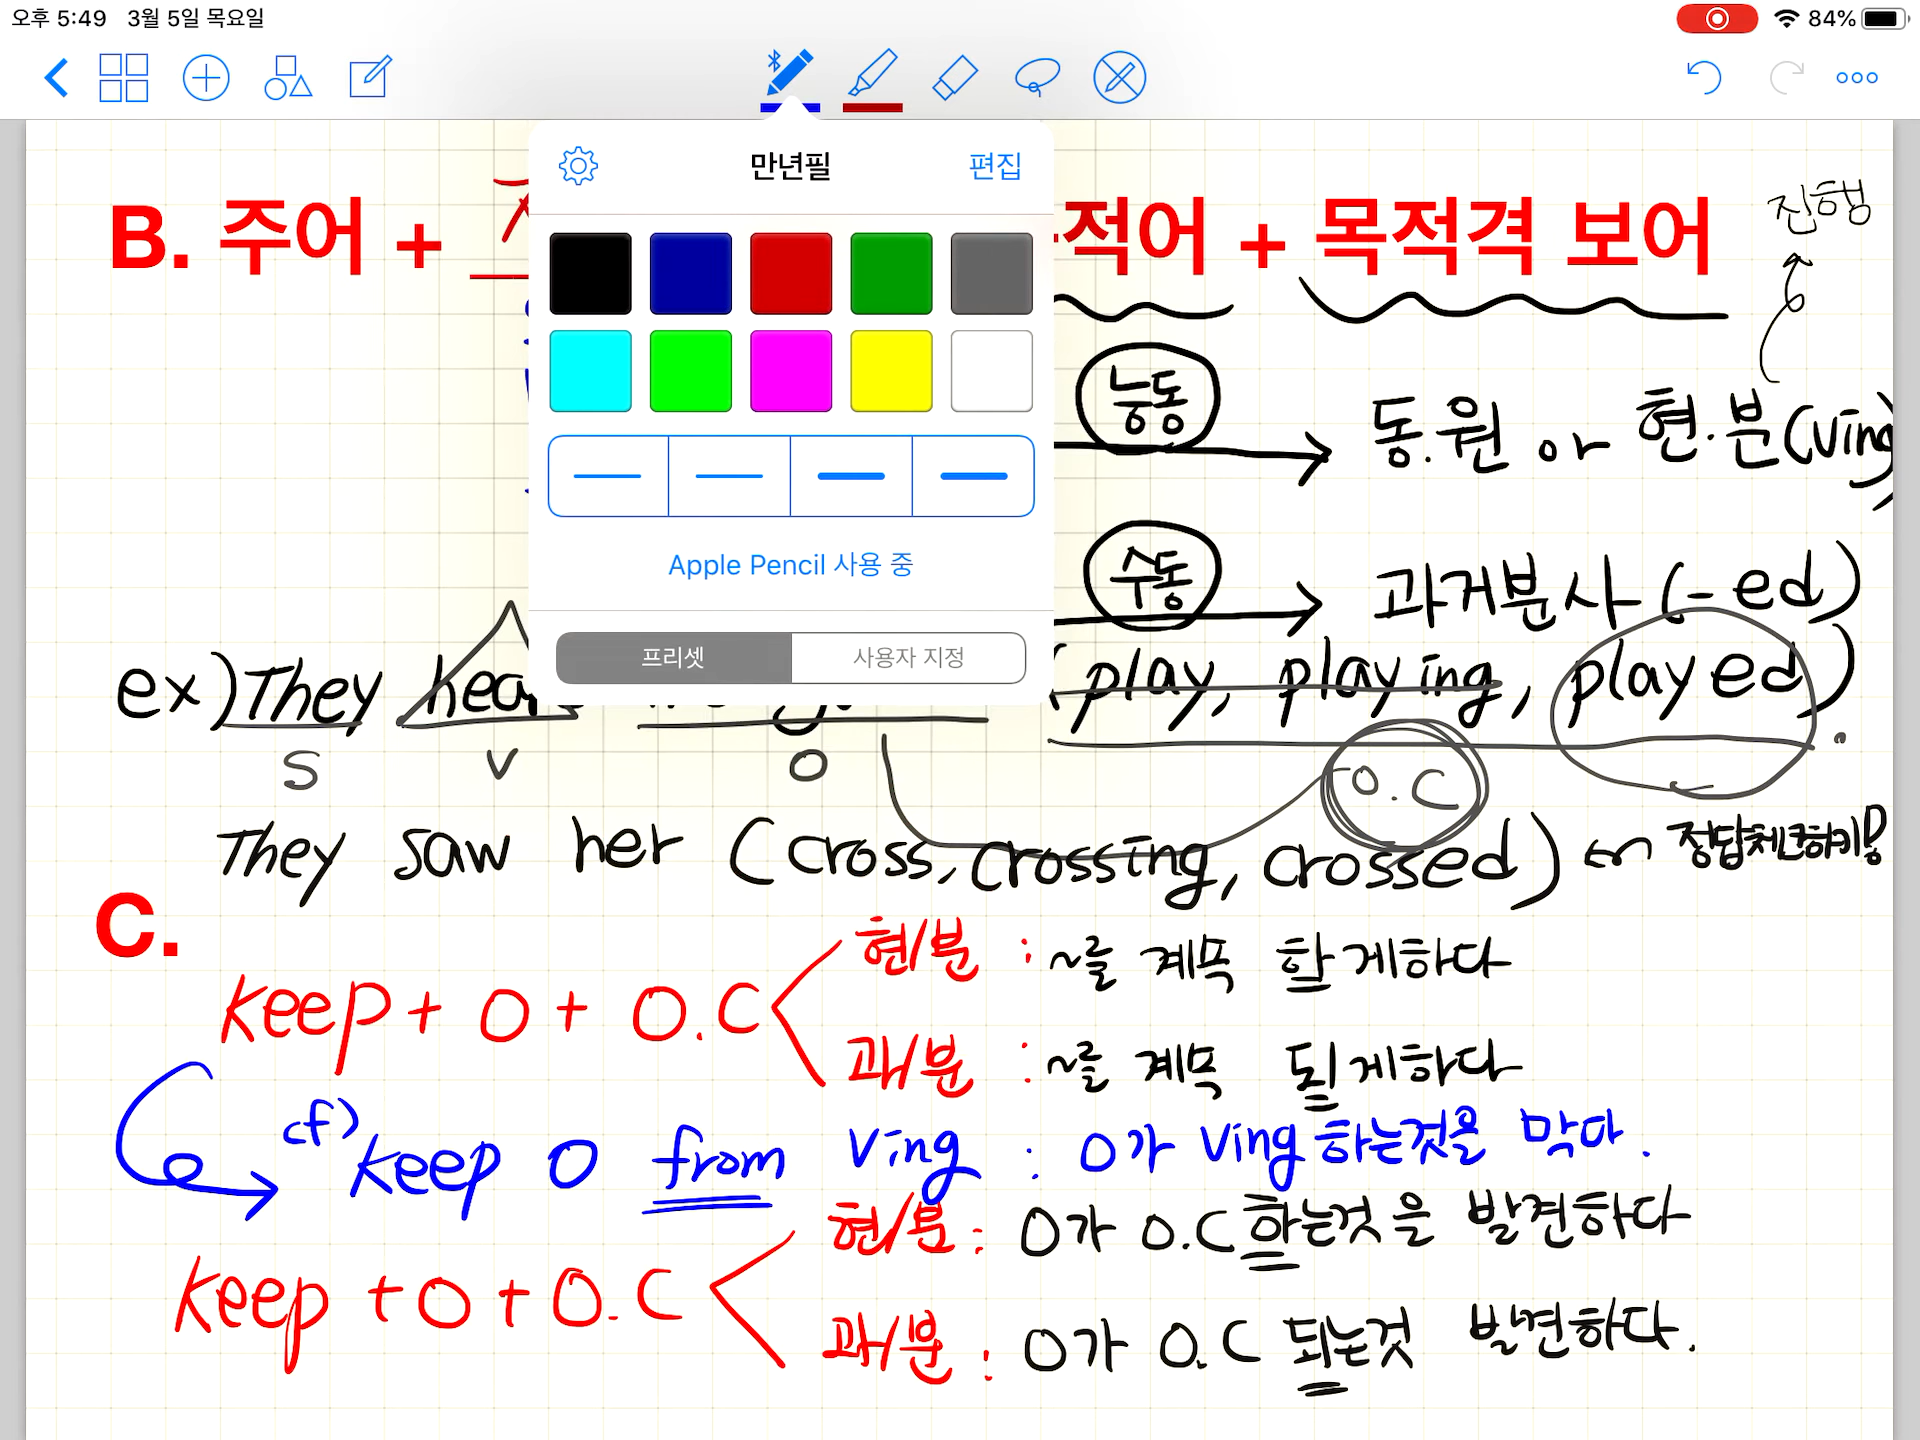 오후 5:49 3월 5일 목요일 84%
만년필 편집
B. 주어 + 적어 + 목적격 보어
진행
능동 동.원 or 현.분(Ving)
수동 과거분사 (-ed)
Apple Pencil 사용 중
프리셋 사용자 지정
ex) They hea (play, playing, played).
S V O O.C
They saw her (cross, crossing, crossed) 정답체크하기!
C.
keep + O + O.C
현/분 : ~를 계속 할게하다
과/분 : ~를 계속 될게하다
cf) keep O from Ving : O가 Ving하는것을 막다.
keep + O + O.C
현/분 : O가 O.C 하는것을 발견하다
과/분 : O가 O.C 되는것 발견하다.